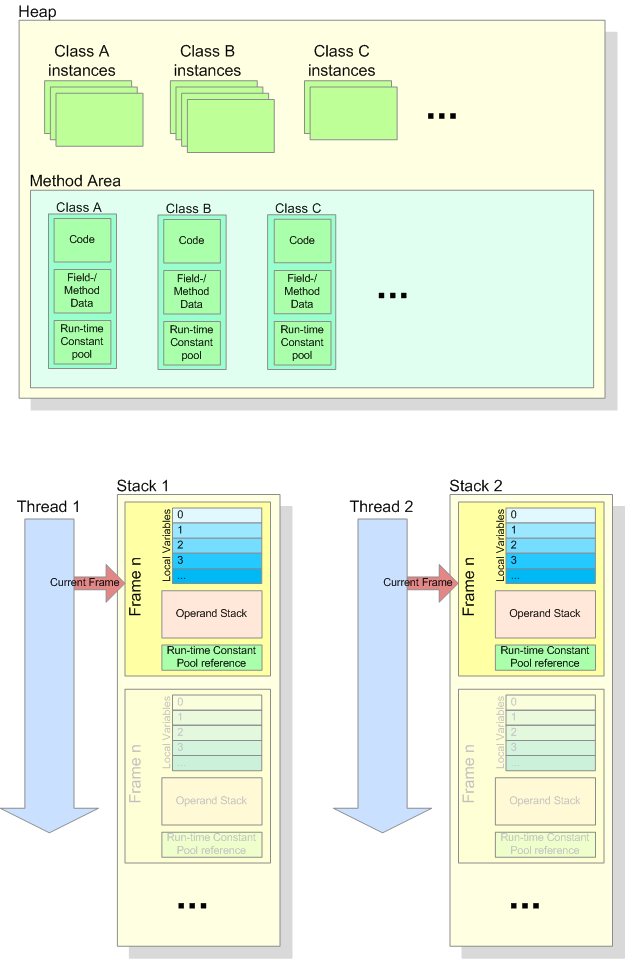 Heap
Class A
instances
Class B
instances
Class C
instances
...
Method Area
Class A
Code
Field-/
Method
Data
Run-time
Constant
pool
Class B
Code
Field-/
Method
Data
Run-time
Constant
pool
Class C
Code
Field-/
Method
Data
Run-time
Constant
pool
...
Thread 1
Current Frame
Stack 1
Frame n
Local Variables
0
1
2
3
...
Operand Stack
Run-time Constant
Pool reference
Frame n
Local Variables
0
1
2
3
...
Operand Stack
Run-time Constant
Pool reference
...
Thread 2
Current Frame
Stack 2
Frame n
Local Variables
0
1
2
3
...
Operand Stack
Run-time Constant
Pool reference
Frame n
Local Variables
0
1
2
3
...
Operand Stack
Run-time Constant
Pool reference
...